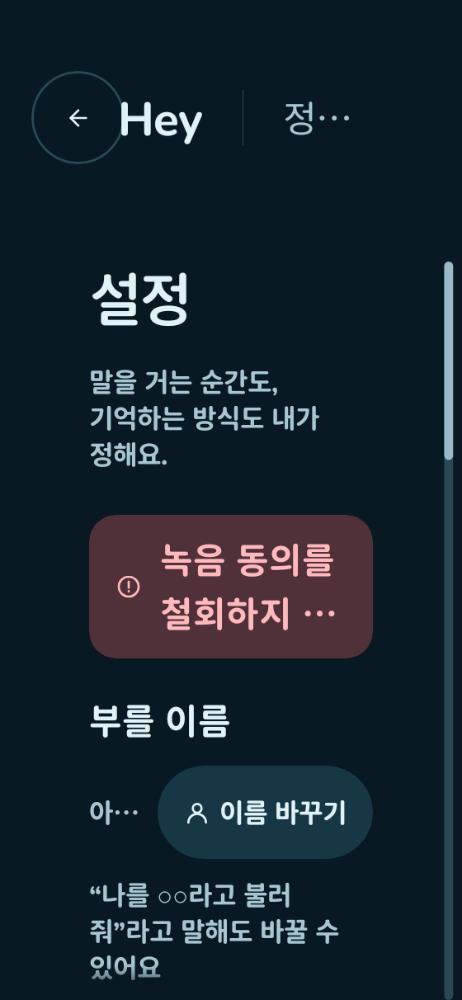 Hey
정…
설정
말을 거는 순간도,
기억하는 방식도 내가
정해요.
녹음 동의를
철회하지 …
부를 이름
아… 이름 바꾸기
“나를 ○○라고 불러
줘”라고 말해도 바꿀 수
있어요